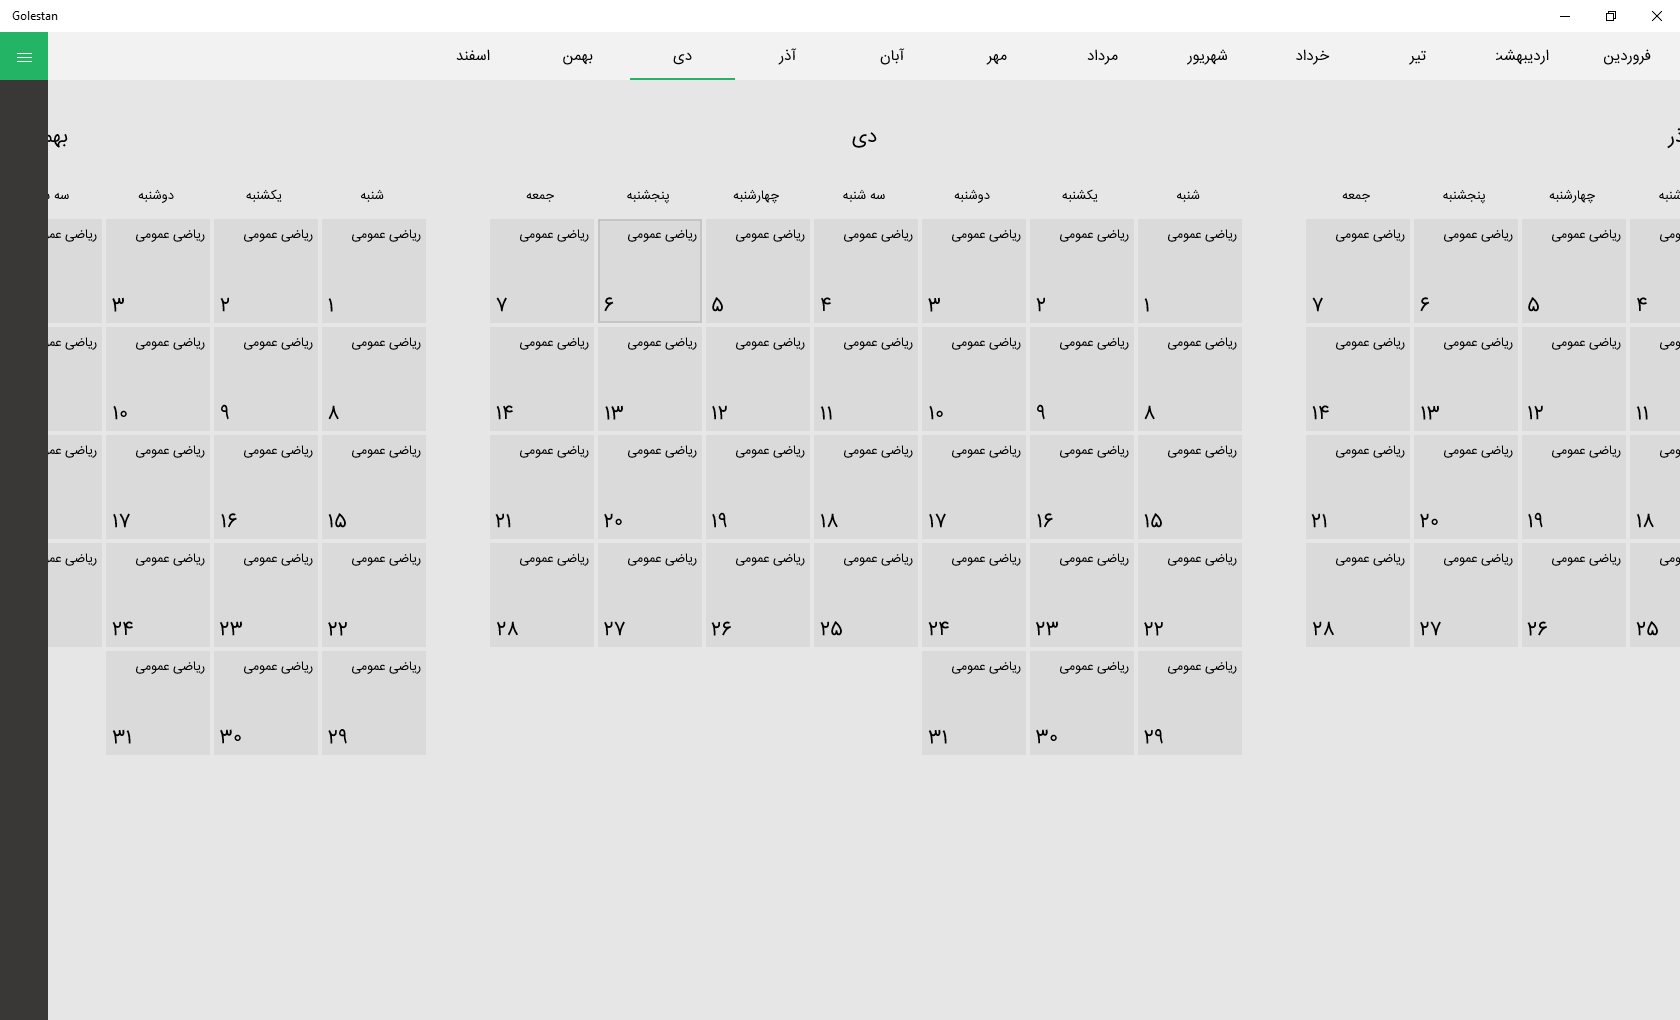 Golestan
فروردین اردیبهشت تیر خرداد شهریور مرداد مهر آبان آذر دی بهمن اسفند
دی
چهارشنبه پنجشنبه جمعه شنبه یکشنبه دوشنبه سه شنبه چهارشنبه پنجشنبه جمعه شنبه یکشنبه دوشنبه سه
ریاضی عمومی ریاضی عمومی ریاضی عمومی ریاضی عمومی ریاضی عمومی ریاضی عمومی ریاضی عمومی ریاضی عمومی ریاضی عمومی ریاضی عمومی ریاضی عمومی ریاضی عمومی ریاضی عمومی ریاضی
۴ ۵ ۶ ۷ ۱ ۲ ۳ ۴ ۵ ۶ ۷ ۱ ۲ ۳
ریاضی عمومی ریاضی عمومی ریاضی عمومی ریاضی عمومی ریاضی عمومی ریاضی عمومی ریاضی عمومی ریاضی عمومی ریاضی عمومی ریاضی عمومی ریاضی عمومی ریاضی عمومی ریاضی عمومی ریاضی
۱۱ ۱۲ ۱۳ ۱۴ ۸ ۹ ۱۰ ۱۱ ۱۲ ۱۳ ۱۴ ۸ ۹ ۱۰
ریاضی عمومی ریاضی عمومی ریاضی عمومی ریاضی عمومی ریاضی عمومی ریاضی عمومی ریاضی عمومی ریاضی عمومی ریاضی عمومی ریاضی عمومی ریاضی عمومی ریاضی عمومی ریاضی عمومی ریاضی
۱۸ ۱۹ ۲۰ ۲۱ ۱۵ ۱۶ ۱۷ ۱۸ ۱۹ ۲۰ ۲۱ ۱۵ ۱۶ ۱۷
ریاضی عمومی ریاضی عمومی ریاضی عمومی ریاضی عمومی ریاضی عمومی ریاضی عمومی ریاضی عمومی ریاضی عمومی ریاضی عمومی ریاضی عمومی ریاضی عمومی ریاضی عمومی ریاضی عمومی ریاضی
۲۵ ۲۶ ۲۷ ۲۸ ۲۲ ۲۳ ۲۴ ۲۵ ۲۶ ۲۷ ۲۸ ۲۲ ۲۳ ۲۴
ریاضی عمومی ریاضی عمومی ریاضی عمومی ریاضی عمومی ریاضی عمومی ریاضی عمومی
۲۹ ۳۰ ۳۱ ۲۹ ۳۰ ۳۱